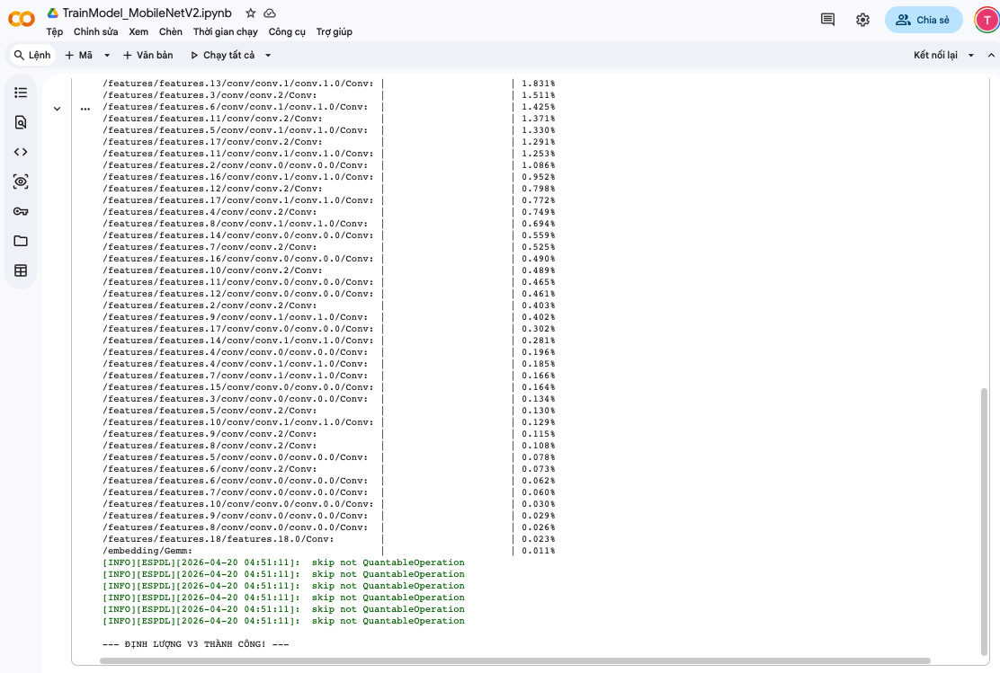 TrainModel_MobileNetV2.ipynb
Tệp Chỉnh sửa Xem Chèn Thời gian chạy Công cụ Trợ giúp
Chia sẻ
T
Lệnh + Mã + Văn bản Chạy tất cả Kết nối lại
/features/features.13/conv/conv.1/conv.1.0/Conv: | | 1.831%
/features/features.3/conv/conv.2/Conv: | | 1.511%
/features/features.6/conv/conv.1/conv.1.0/Conv: | | 1.425%
/features/features.11/conv/conv.2/Conv: | | 1.371%
/features/features.5/conv/conv.1/conv.1.0/Conv: | | 1.330%
/features/features.17/conv/conv.2/Conv: | | 1.291%
/features/features.11/conv/conv.1/conv.1.0/Conv: | | 1.253%
/features/features.2/conv/conv.0/conv.0.0/Conv: | | 1.086%
/features/features.16/conv/conv.1/conv.1.0/Conv: | | 0.952%
/features/features.12/conv/conv.2/Conv: | | 0.798%
/features/features.17/conv/conv.1/conv.1.0/Conv: | | 0.772%
/features/features.4/conv/conv.2/Conv: | | 0.749%
/features/features.8/conv/conv.1/conv.1.0/Conv: | | 0.694%
/features/features.14/conv/conv.0/conv.0.0/Conv: | | 0.559%
/features/features.7/conv/conv.2/Conv: | | 0.525%
/features/features.16/conv/conv.0/conv.0.0/Conv: | | 0.490%
/features/features.10/conv/conv.2/Conv: | | 0.489%
/features/features.11/conv/conv.0/conv.0.0/Conv: | | 0.465%
/features/features.12/conv/conv.0/conv.0.0/Conv: | | 0.461%
/features/features.2/conv/conv.2/Conv: | | 0.403%
/features/features.9/conv/conv.1/conv.1.0/Conv: | | 0.402%
/features/features.17/conv/conv.0/conv.0.0/Conv: | | 0.302%
/features/features.14/conv/conv.1/conv.1.0/Conv: | | 0.281%
/features/features.4/conv/conv.0/conv.0.0/Conv: | | 0.196%
/features/features.4/conv/conv.1/conv.1.0/Conv: | | 0.185%
/features/features.7/conv/conv.1/conv.1.0/Conv: | | 0.166%
/features/features.15/conv/conv.0/conv.0.0/Conv: | | 0.164%
/features/features.3/conv/conv.0/conv.0.0/Conv: | | 0.134%
/features/features.5/conv/conv.2/Conv: | | 0.130%
/features/features.10/conv/conv.1/conv.1.0/Conv: | | 0.129%
/features/features.9/conv/conv.2/Conv: | | 0.115%
/features/features.8/conv/conv.2/Conv: | | 0.108%
/features/features.5/conv/conv.0/conv.0.0/Conv: | | 0.078%
/features/features.6/conv/conv.2/Conv: | | 0.073%
/features/features.6/conv/conv.0/conv.0.0/Conv: | | 0.062%
/features/features.7/conv/conv.0/conv.0.0/Conv: | | 0.060%
/features/features.10/conv/conv.0/conv.0.0/Conv: | | 0.030%
/features/features.9/conv/conv.0/conv.0.0/Conv: | | 0.029%
/features/features.8/conv/conv.0/conv.0.0/Conv: | | 0.026%
/features/features.18/features.18.0/Conv: | | 0.023%
/embedding/Gemm: | | 0.011%
[INFO][ESPDL][2026-04-20 04:51:11]: skip not QuantableOperation
[INFO][ESPDL][2026-04-20 04:51:11]: skip not QuantableOperation
[INFO][ESPDL][2026-04-20 04:51:11]: skip not QuantableOperation
[INFO][ESPDL][2026-04-20 04:51:11]: skip not QuantableOperation
[INFO][ESPDL][2026-04-20 04:51:11]: skip not QuantableOperation
[INFO][ESPDL][2026-04-20 04:51:11]: skip not QuantableOperation
--- ĐỊNH LƯỢNG V3 THÀNH CÔNG! ---